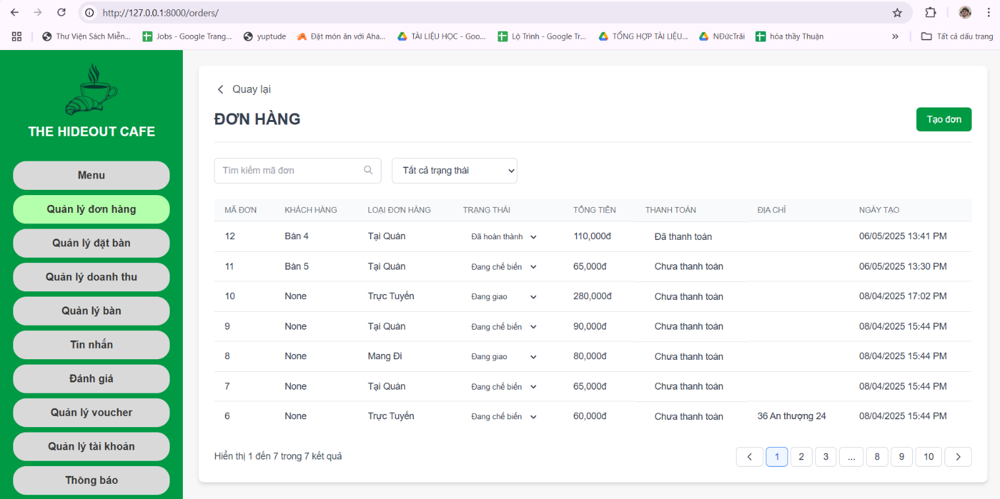 http://127.0.0.1:8000/orders/
Thư Viện Sách Miễn... Jobs - Google Trang... yuptude Đặt món ăn với Aha... TÀI LIỆU HỌC - Goo... Lộ Trình - Google Tr... TỔNG HỢP TÀI LIỆU... NĐứcTrãi hóa thầy Thuận » Tất cả dấu trang
THE HIDEOUT CAFE
Menu
Quản lý đơn hàng
Quản lý đặt bàn
Quản lý doanh thu
Quản lý bàn
Tin nhắn
Đánh giá
Quản lý voucher
Quản lý tài khoản
Thông báo
Quay lại
ĐƠN HÀNG
Tạo đơn
Tìm kiếm mã đơn Tất cả trạng thái
MÃ ĐƠN KHÁCH HÀNG LOẠI ĐƠN HÀNG TRẠNG THÁI TỔNG TIỀN THANH TOÁN ĐỊA CHỈ NGÀY TẠO
12 Bàn 4 Tại Quán Đã hoàn thành 110,000đ Đã thanh toán 06/05/2025 13:41 PM
11 Bàn 5 Tại Quán Đang chế biến 65,000đ Chưa thanh toán 06/05/2025 13:30 PM
10 None Trực Tuyến Đang giao 280,000đ Chưa thanh toán 08/04/2025 17:02 PM
9 None Tại Quán Đang chế biến 90,000đ Chưa thanh toán 08/04/2025 15:44 PM
8 None Mang Đi Đang giao 80,000đ Chưa thanh toán 08/04/2025 15:44 PM
7 None Tại Quán Đang chế biến 65,000đ Chưa thanh toán 08/04/2025 15:44 PM
6 None Trực Tuyến Đang chế biến 60,000đ Chưa thanh toán 36 An thượng 24 08/04/2025 15:44 PM
Hiển thị 1 đến 7 trong 7 kết quả
1 2 3 ... 8 9 10